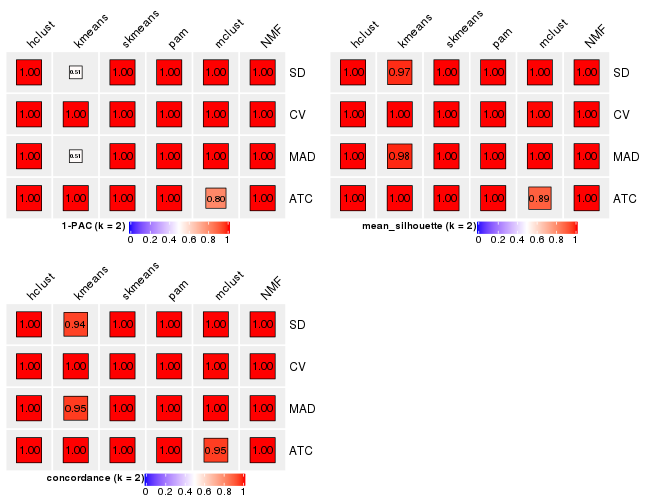 hclust kmeans skmeans pam mclust NMF
1.00 0.51 1.00 1.00 1.00 1.00 SD
1.00 1.00 1.00 1.00 1.00 1.00 CV
1.00 0.51 1.00 1.00 1.00 1.00 MAD
1.00 1.00 1.00 1.00 0.80 1.00 ATC
1-PAC (k = 2)
0 0.2 0.4 0.6 0.8 1
hclust kmeans skmeans pam mclust NMF
1.00 0.97 1.00 1.00 1.00 1.00 SD
1.00 1.00 1.00 1.00 1.00 1.00 CV
1.00 0.98 1.00 1.00 1.00 1.00 MAD
1.00 1.00 1.00 1.00 0.89 1.00 ATC
mean_silhouette (k = 2)
0 0.2 0.4 0.6 0.8 1
hclust kmeans skmeans pam mclust NMF
1.00 0.94 1.00 1.00 1.00 1.00 SD
1.00 1.00 1.00 1.00 1.00 1.00 CV
1.00 0.95 1.00 1.00 1.00 1.00 MAD
1.00 1.00 1.00 1.00 0.95 1.00 ATC
concordance (k = 2)
0 0.2 0.4 0.6 0.8 1